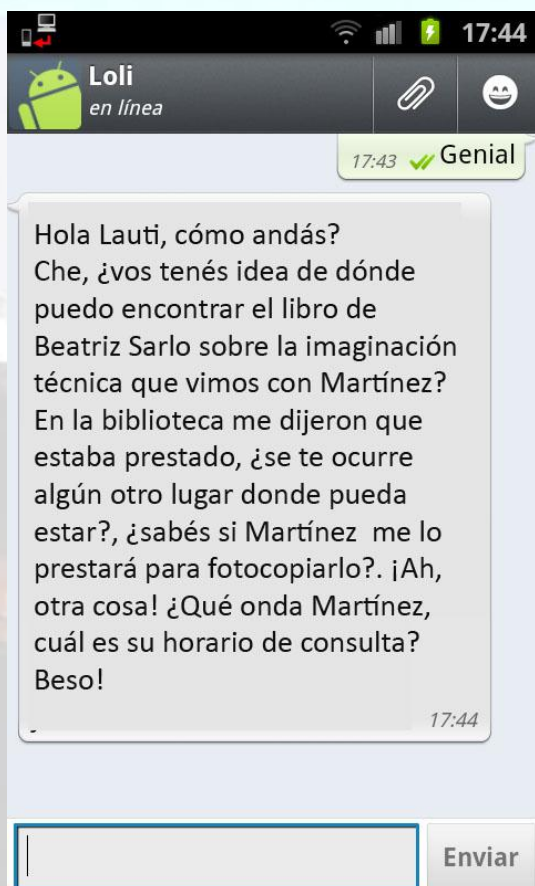 17:44
Loli
en línea
17:43 Genial
Hola Lauti, cómo andás?
Che, ¿vos tenés idea de dónde
puedo encontrar el libro de
Beatriz Sarlo sobre la imaginación
técnica que vimos con Martínez?
En la biblioteca me dijeron que
estaba prestado, ¿se te ocurre
algún otro lugar donde pueda
estar?, ¿sabés si Martínez  me lo
prestará para fotocopiarlo?. ¡Ah,
otra cosa! ¿Qué onda Martínez,
cuál es su horario de consulta?
Beso!
17:44
Enviar